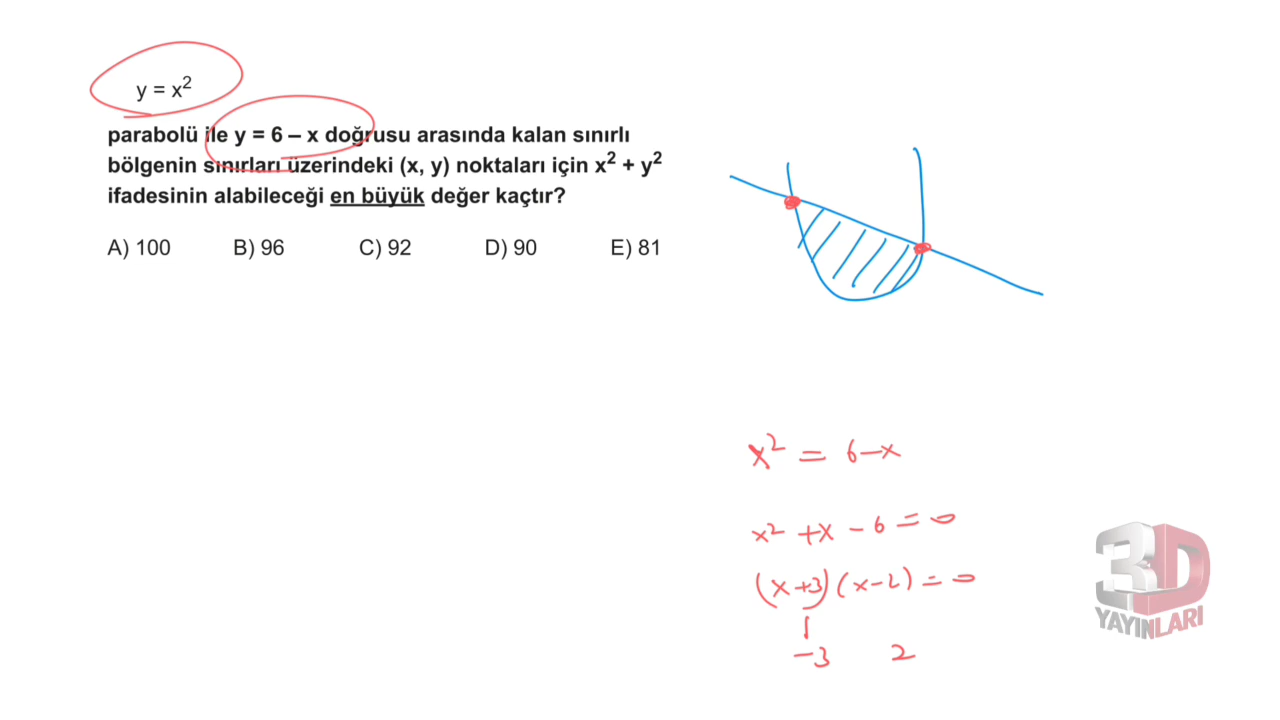 y = x²
parabolü ile y = 6 – x doğrusu arasında kalan sınırlı
bölgenin sınırları üzerindeki (x, y) noktaları için x² + y²
ifadesinin alabileceği en büyük değer kaçtır?
A) 100 B) 96 C) 92 D) 90 E) 81
x² = 6-x
x² +x - 6 = 0
(x+3)(x-2) = 0
-3 2
3D
YAYINLARI